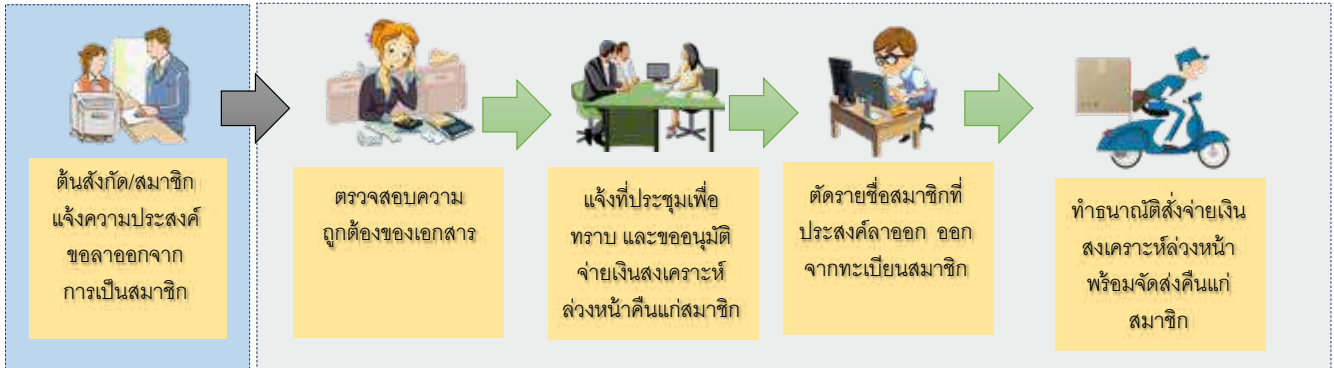 ต้นสังกัด/สมาชิก
แจ้งความประสงค์
ขอลาออกจาก
การเป็นสมาชิก
ตรวจสอบความ
ถูกต้องของเอกสาร
แจ้งที่ประชุมเพื่อ
ทราบ และขออนุมัติ
จ่ายเงินสงเคราะห์
ล่วงหน้าคืนแก่สมาชิก
ตัดรายชื่อสมาชิกที่
ประสงค์ลาออก ออก
จากทะเบียนสมาชิก
ทำธนาณัติสั่งจ่ายเงิน
สงเคราะห์ล่วงหน้า
พร้อมจัดส่งคืนแก่
สมาชิก